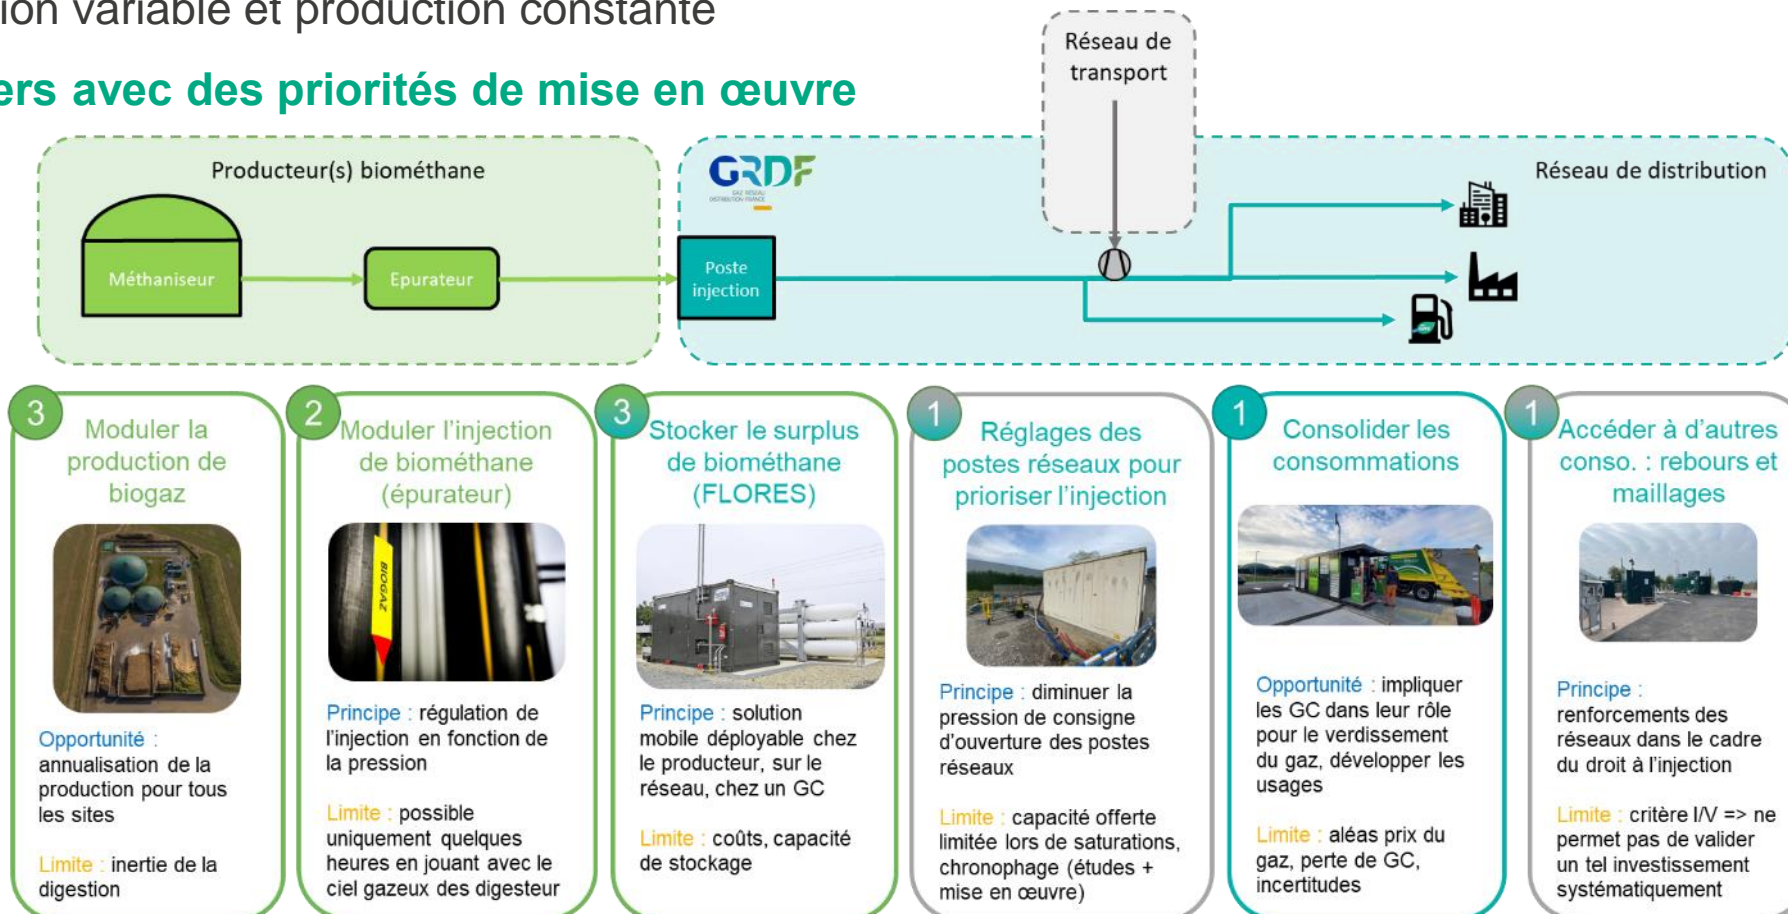 ion variable et production constante
ers avec des priorités de mise en œuvre
Réseau de
transport
Producteur(s) biométhane
GRDF
GAZ RÉSEAU
DISTRIBUTION FRANCE
Réseau de distribution
Méthaniseur
Epurateur
Poste
injection
3
Moduler la
production de
biogaz
Opportunité :
annualisation de la
production pour tous
les sites
Limite : inertie de la
digestion
2
Moduler l'injection
de biométhane
(épurateur)
BIOGAZ
Principe : régulation de
l'injection en fonction de
la pression
Limite : possible
uniquement quelques
heures en jouant avec le
ciel gazeux des digesteur
3
Stocker le surplus
de biométhane
(FLORES)
Principe : solution
mobile déployable chez
le producteur, sur le
réseau, chez un GC
Limite : coûts, capacité
de stockage
1
Réglages des
postes réseaux pour
prioriser l'injection
Principe : diminuer la
pression de consigne
d'ouverture des postes
réseaux
Limite : capacité offerte
limitée lors de saturations,
chronophage (études +
mise en œuvre)
1
Consolider les
consommations
Opportunité : impliquer
les GC dans leur rôle
pour le verdissement
du gaz, développer les
usages
Limite : aléas prix du
gaz, perte de GC,
incertitudes
1
Accéder à d'autres
conso. : rebours et
maillages
Principe :
renforcements des
réseaux dans le cadre
du droit à l'injection
Limite : critère I/V => ne
permet pas de valider
un tel investissement
systématiquement